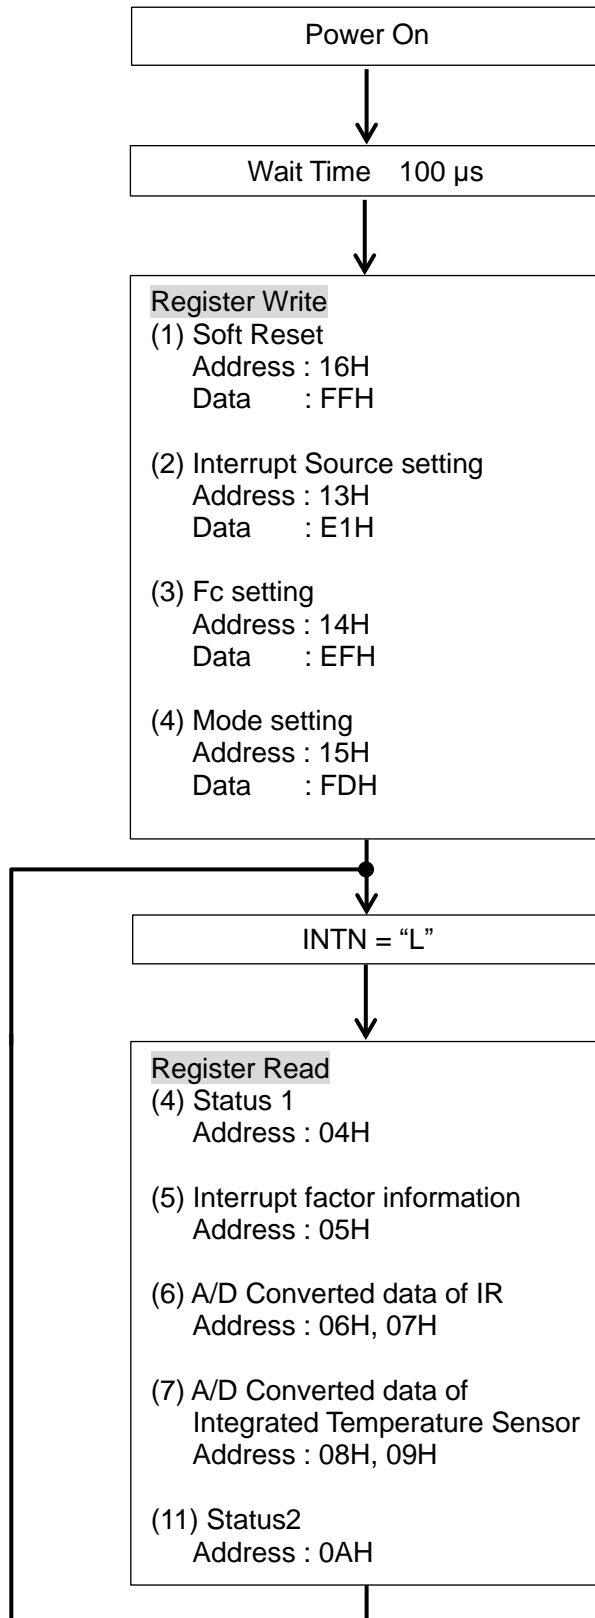 Power On
Wait Time 100 µs
Register Write
(1) Soft Reset
Address : 16H
Data : FFH
(2) Interrupt Source setting
Address : 13H
Data : E1H
(3) Fc setting
Address : 14H
Data : EFH
(4) Mode setting
Address : 15H
Data : FDH
INTN = “L”
Register Read
(4) Status 1
Address : 04H
(5) Interrupt factor information
Address : 05H
(6) A/D Converted data of IR
Address : 06H, 07H
(7) A/D Converted data of
Integrated Temperature Sensor
Address : 08H, 09H
(11) Status2
Address : 0AH